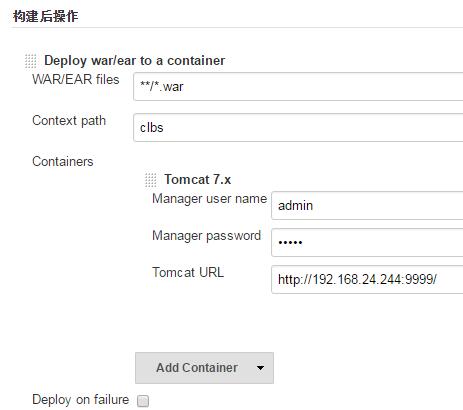 构建后操作
Deploy war/ear to a container
WAR/EAR files **/*.war
Context path clbs
Containers
Tomcat 7.x
Manager user name admin
Manager password •••••
Tomcat URL http://192.168.24.244:9999/
Add Container
Deploy on failure